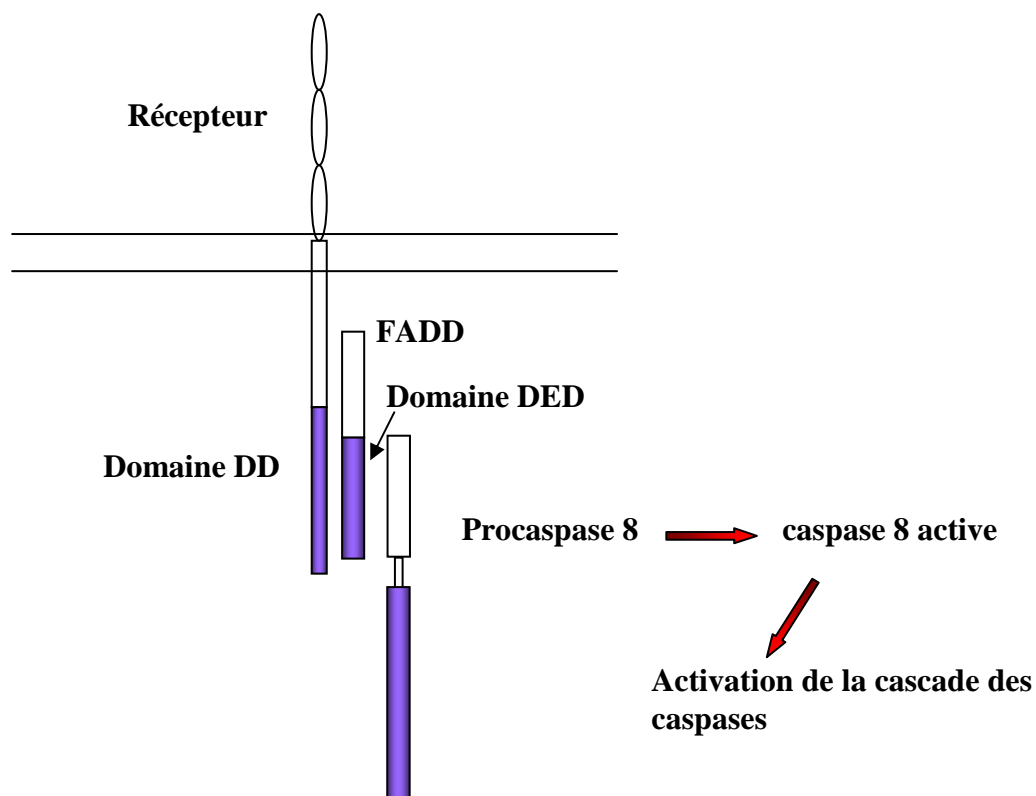 Récepteur
FADD
Domaine DED
Domaine DD
Procaspase 8
caspase 8 active
Activation de la cascade des
caspases